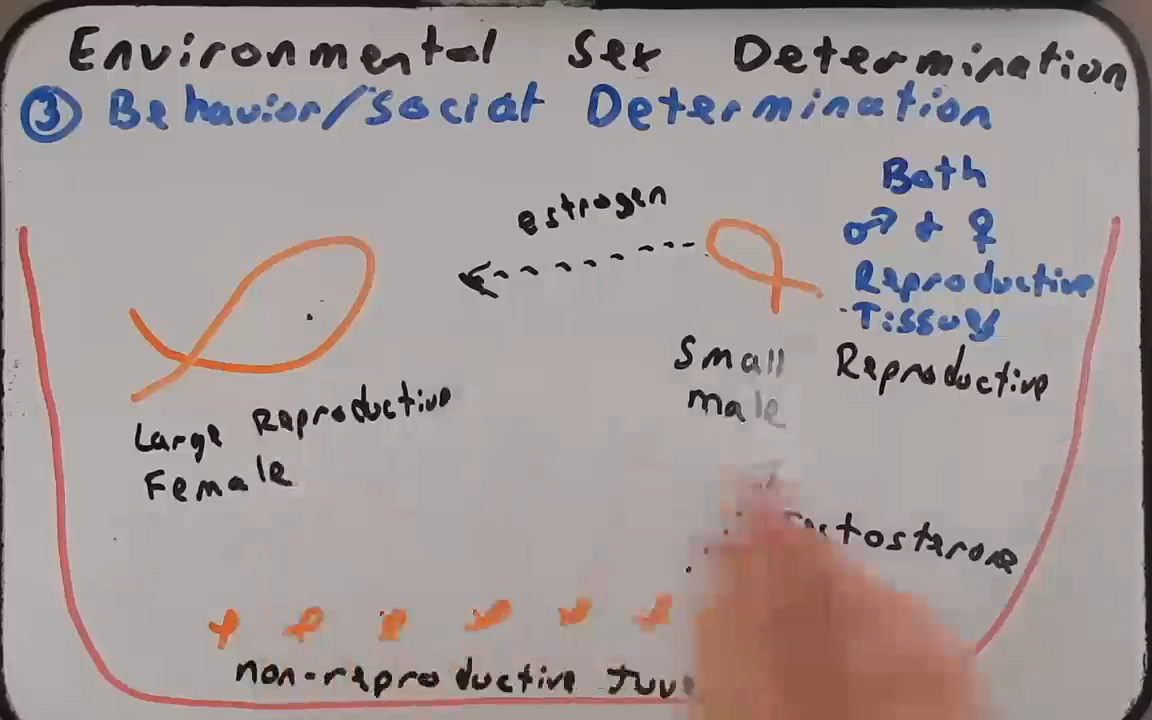 Environmental Sex Determination
③ Behavior/Social Determination
Both
♂ + ♀
Reproductive
Tissues
estrogen
Small
male
Reproductive
Large Reproductive
Female
non-reproductive